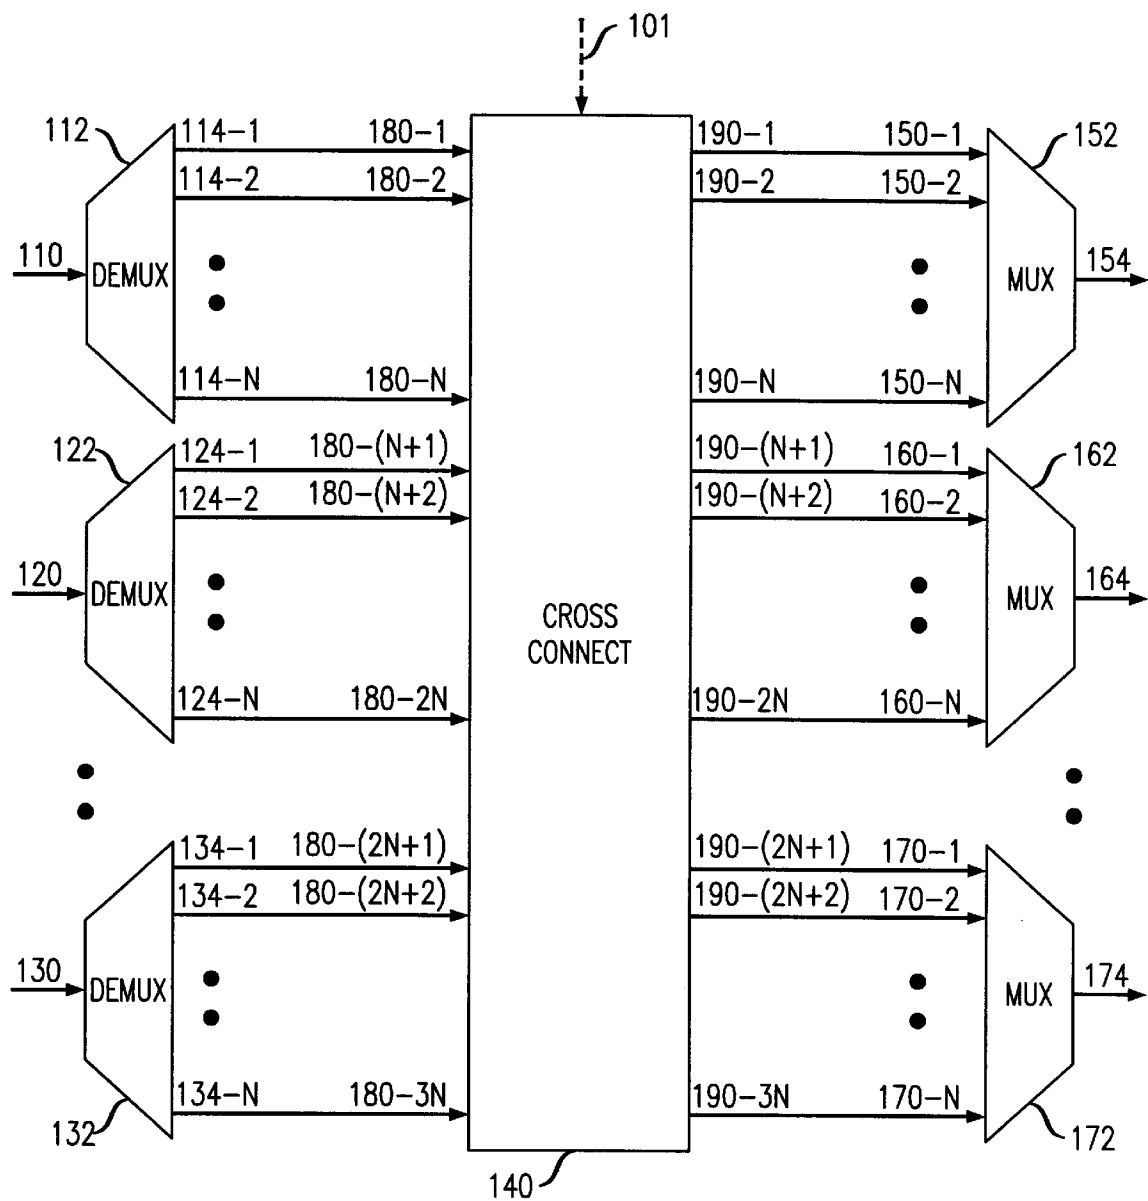 101
112
114-1 180-1
190-1 150-1
152
114-2 180-2
190-2 150-2
110
DEMUX
MUX
154
114-N 180-N
190-N 150-N
122
124-1 180-(N+1)
190-(N+1) 160-1
162
124-2 180-(N+2)
190-(N+2) 160-2
120
DEMUX
CROSS
CONNECT
MUX
164
124-N 180-2N
190-2N 160-N
134-1 180-(2N+1)
190-(2N+1) 170-1
134-2 180-(2N+2)
190-(2N+2) 170-2
130
DEMUX
MUX
174
134-N 180-3N
190-3N 170-N
132
172
140